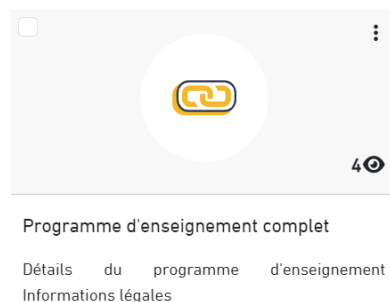 4
Programme d'enseignement complet
Détails du programme d'enseignement
Informations légales